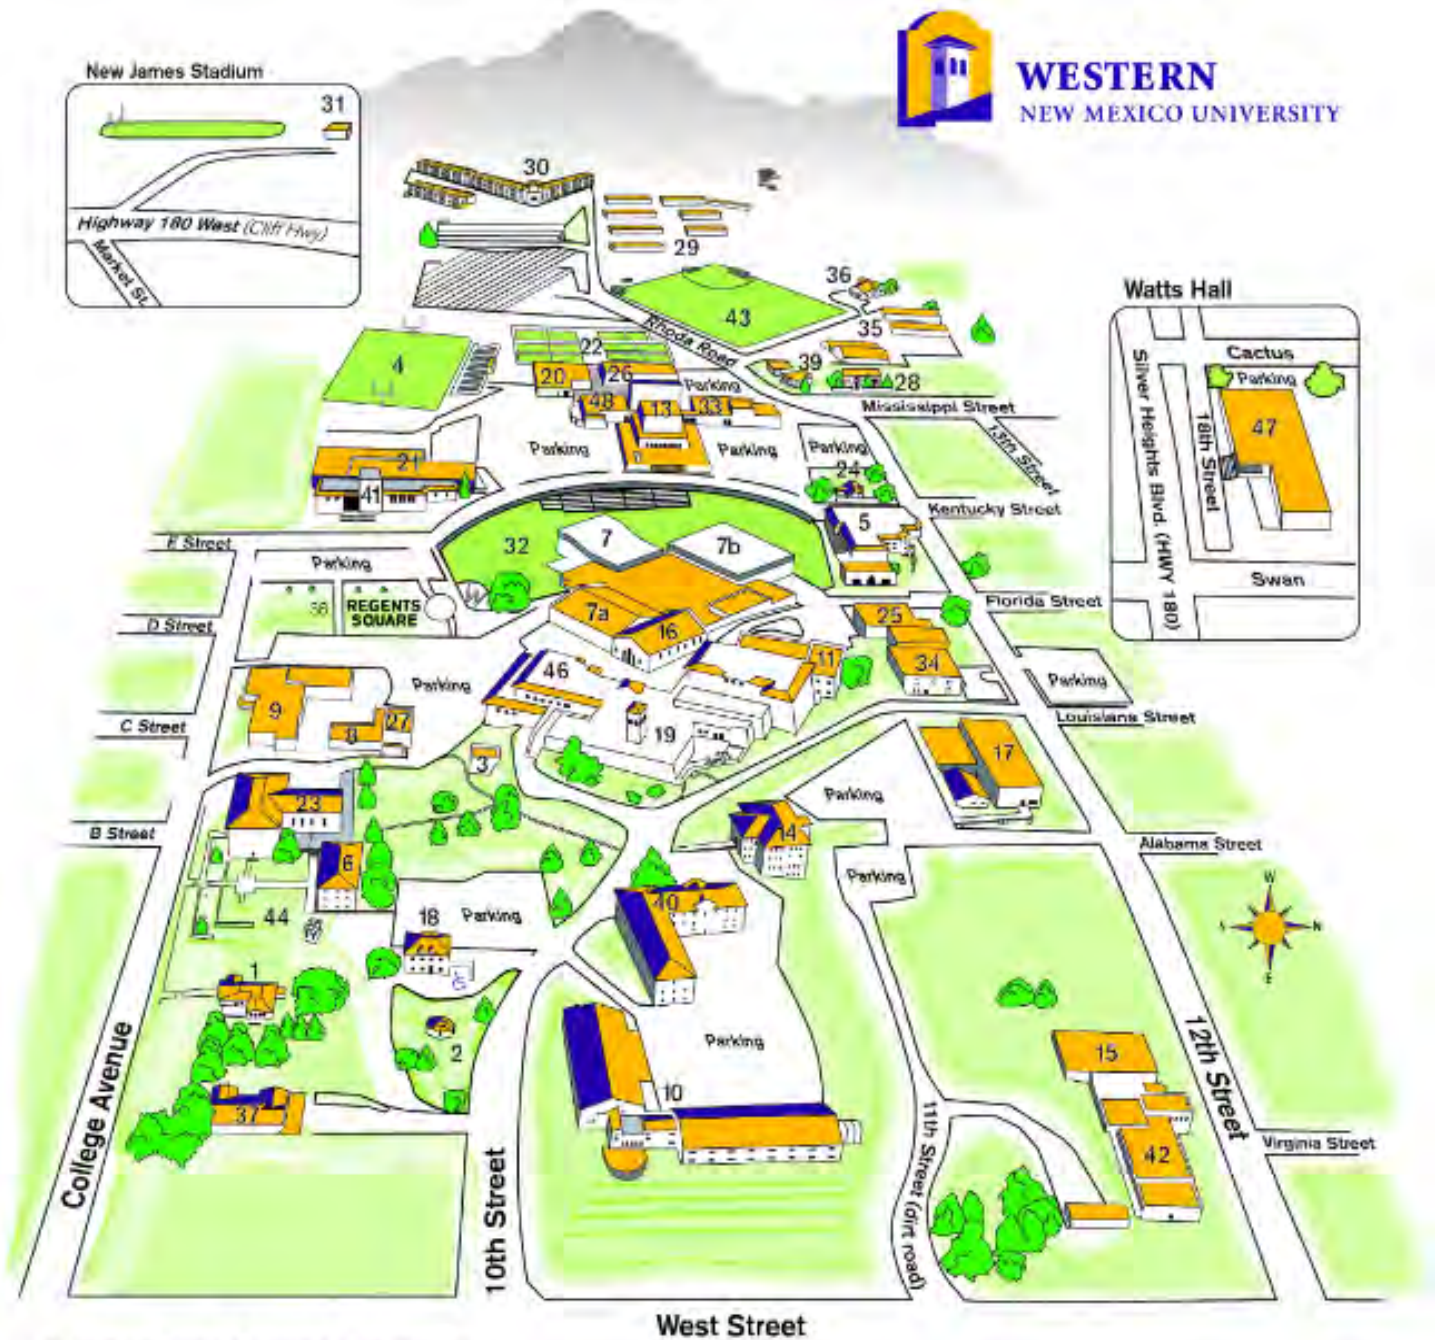 New James Stadium
31
Highway 180 West (Cliff Hwy)
Market St.
WESTERN
NEW MEXICO UNIVERSITY
30
29
36
43
35
Rhoda Road
4
22
39
28
20
26
Parking
48
13
33
Mississippi Street
13th Street
Parking
Parking
Parking
24
21
41
Kentucky Street
5
E Street
Parking
32
7
7b
38
REGENTS
SQUARE
7a
16
25
Florida Street
D Street
46
11
34
Parking
Parking
9
27
8
C Street
19
Louisiana Street
3
17
Parking
23
14
B Street
Alabama Street
6
Parking
40
44
18
Parking
W
S
N
E
1
2
Parking
15
10
37
42
College Avenue
10th Street
11th Street (dirt road)
12th Street
Virginia Street
West Street
Watts Hall
Cactus
Parking
47
18th Street
Silver Heights Blvd. (HWY 180)
Swan